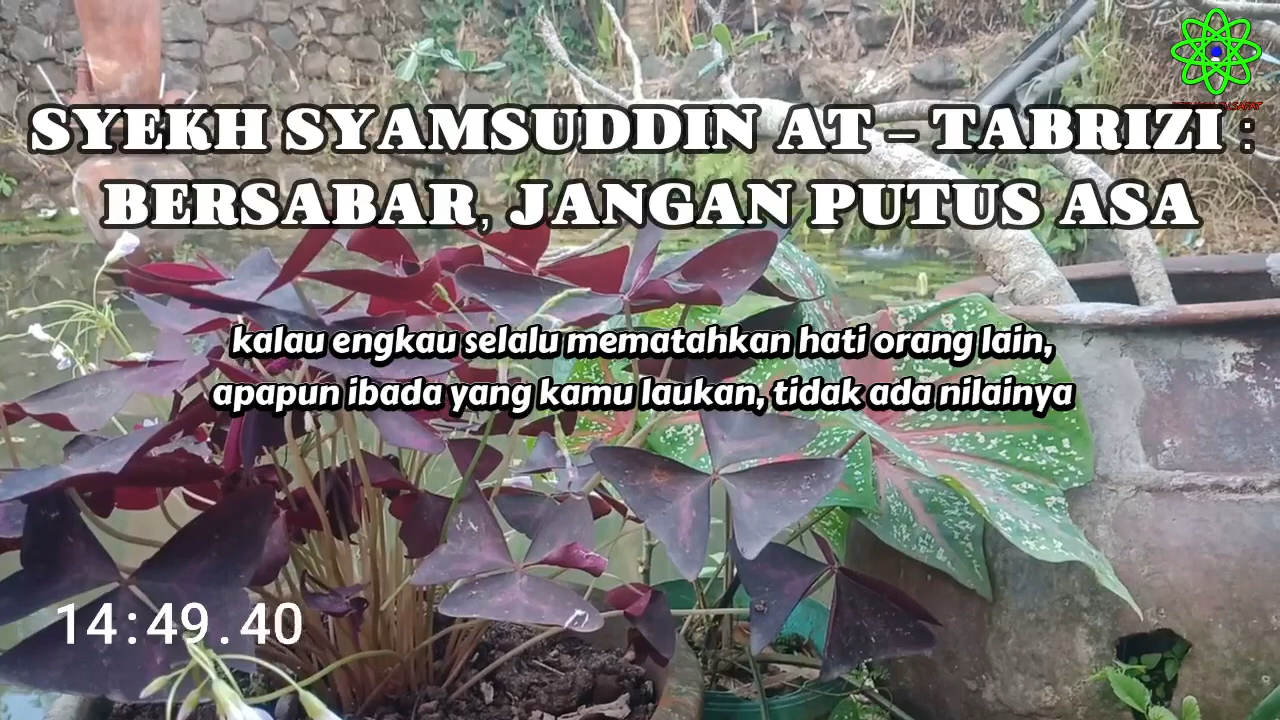 SYEKH SYAMSUDDIN AT – TABRIZI :
BERSABAR, JANGAN PUTUS ASA
kalau engkau selalu mematahkan hati orang lain,
apapun ibada yang kamu laukan, tidak ada nilainya
14:49.40